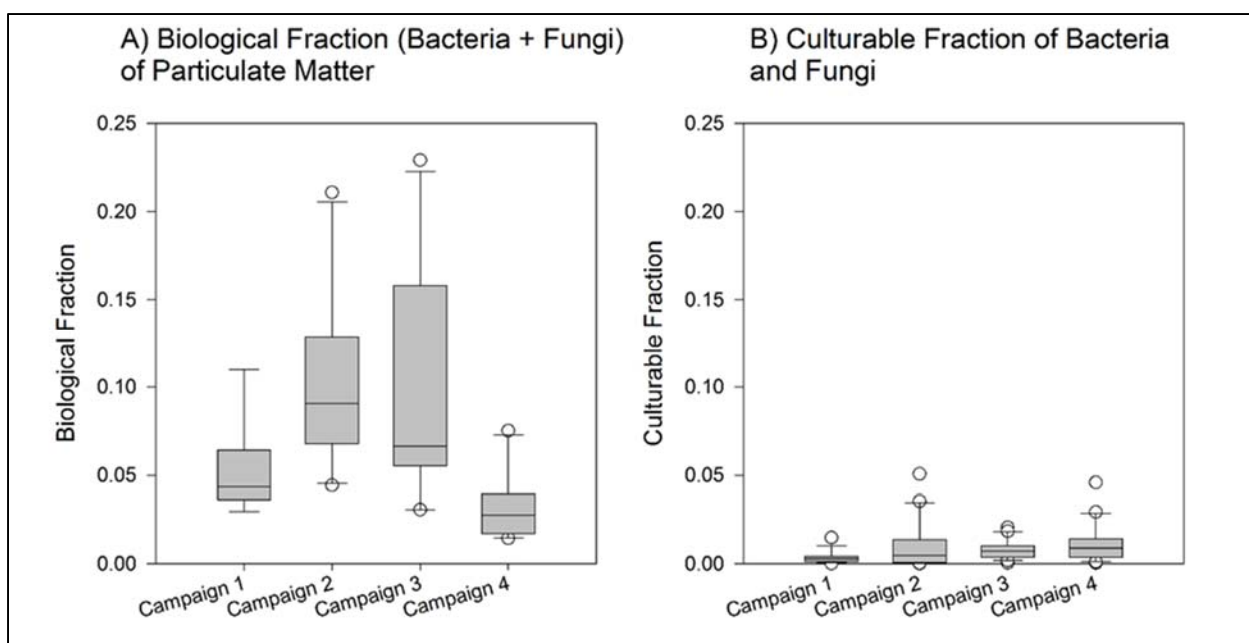 A) Biological Fraction (Bacteria + Fungi)
of Particulate Matter
0.25
0.20
0.15
0.10
0.05
0.00
Biological Fraction
Campaign 1
Campaign 2
Campaign 3
Campaign 4
B) Culturable Fraction of Bacteria
and Fungi
0.25
0.20
0.15
0.10
0.05
0.00
Culturable Fraction
Campaign 1
Campaign 2
Campaign 3
Campaign 4